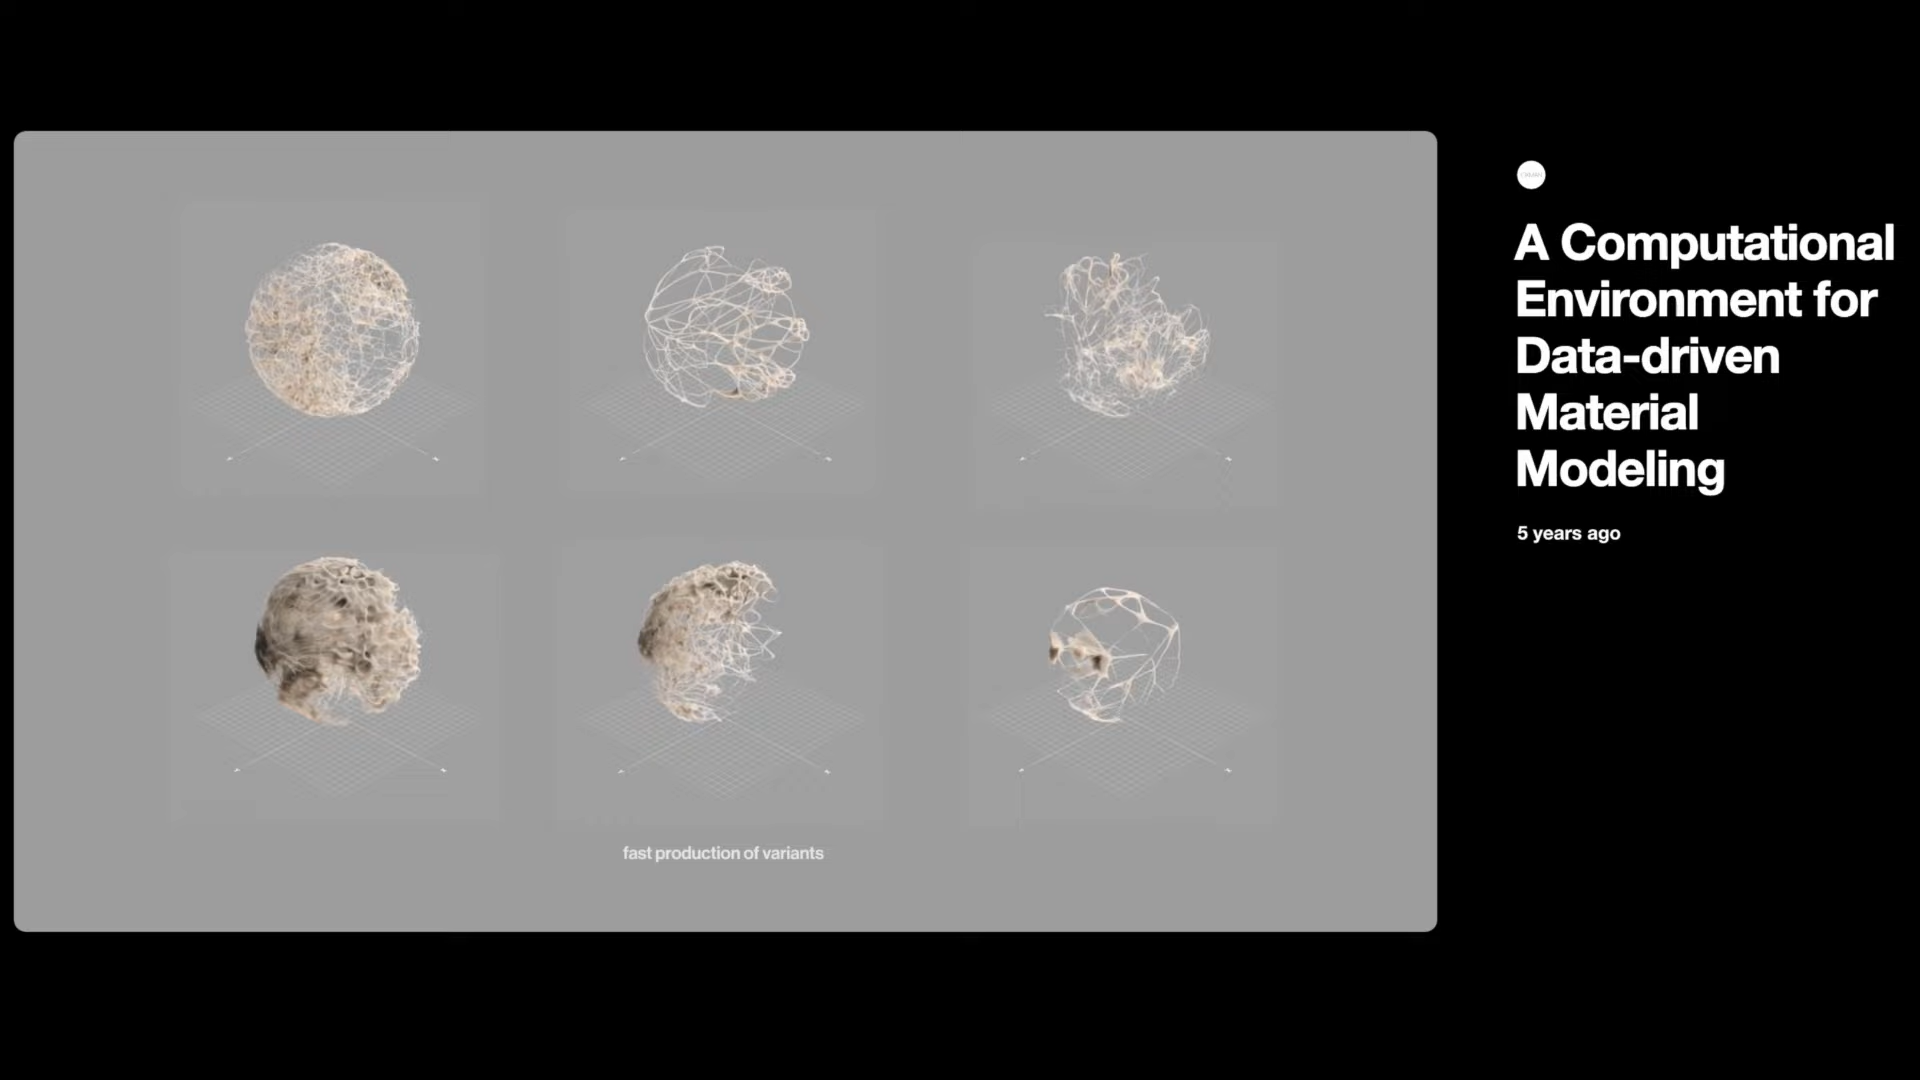 A Computational
Environment for
Data-driven
Material
Modeling
5 years ago
fast production of variants